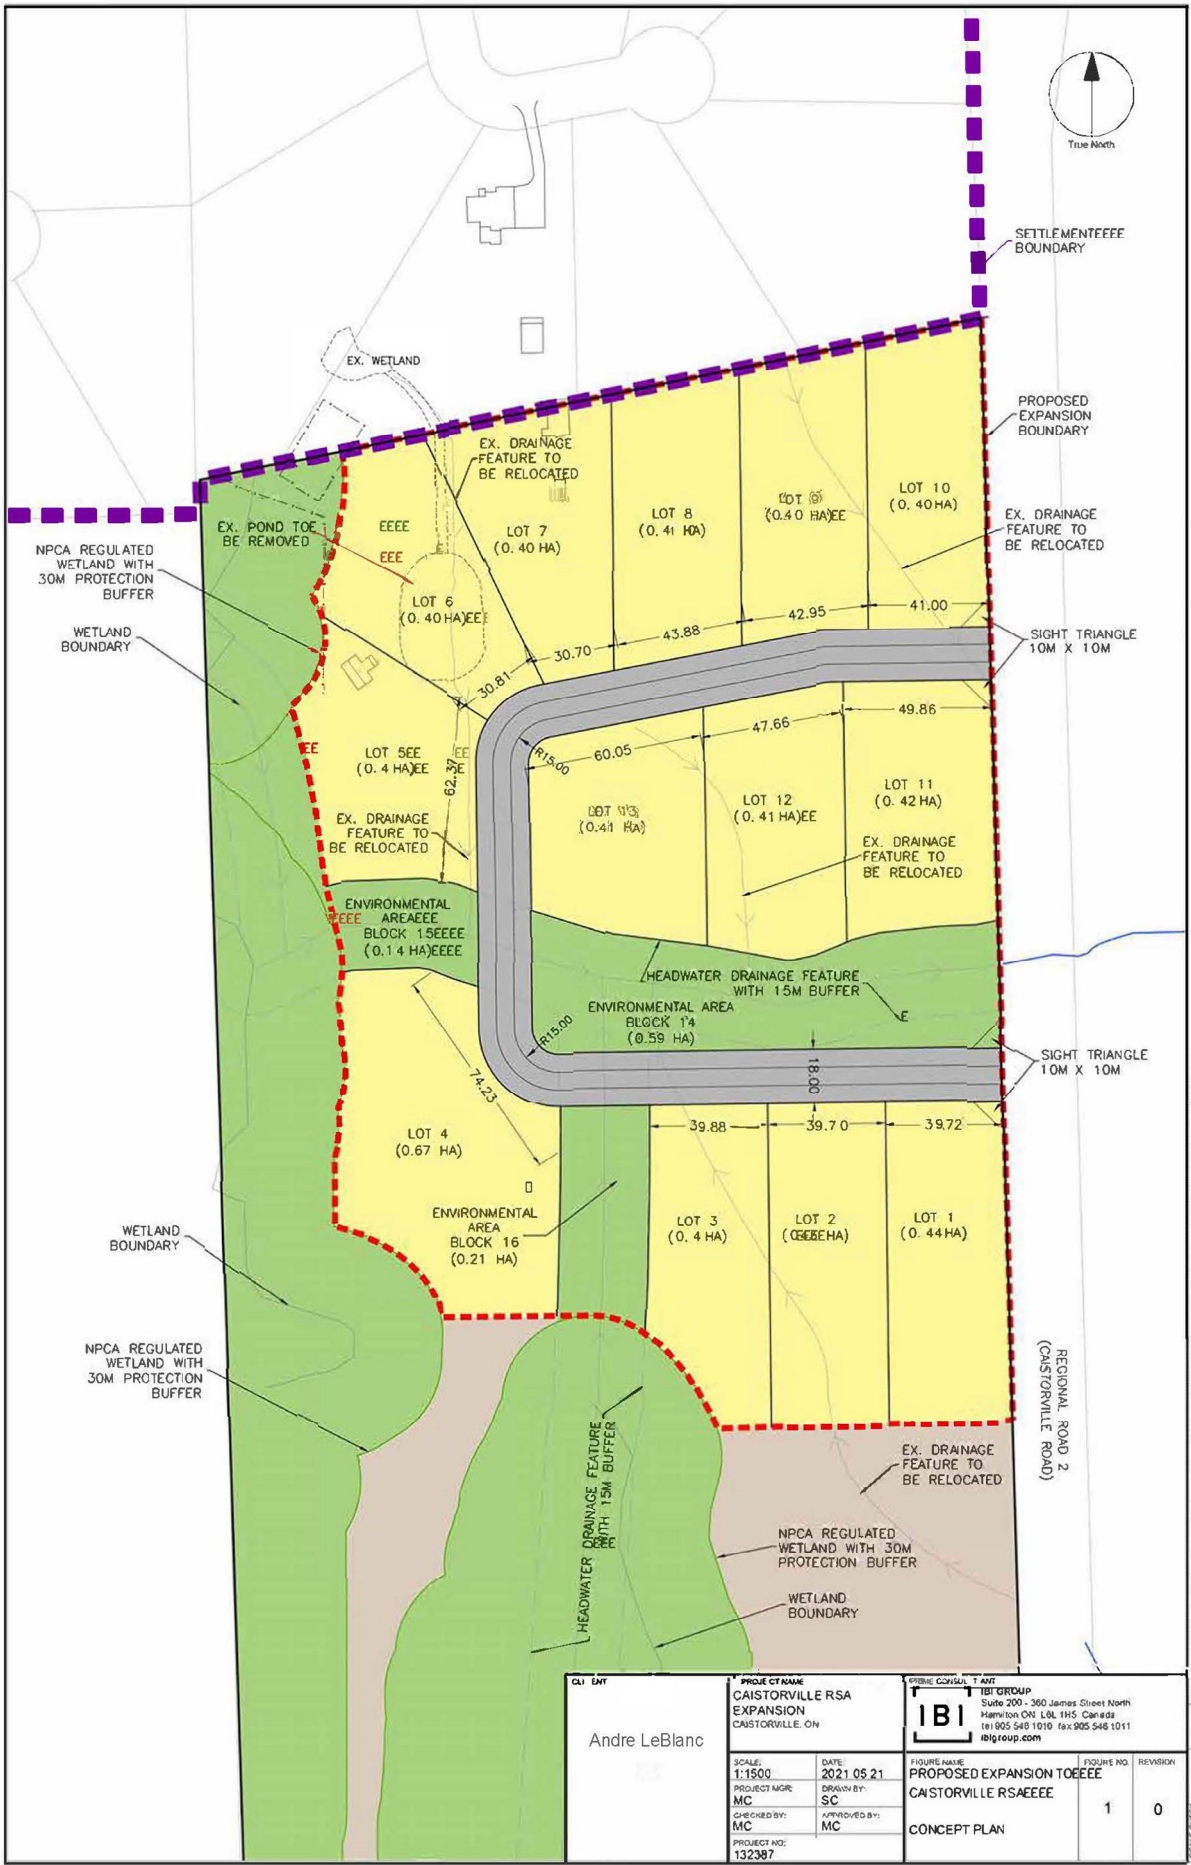 True North
SETTLEMENTEEEE
BOUNDARY
EX. WETLAND
PROPOSED
EXPANSION
BOUNDARY
EX. DRAINAGE
FEATURE TO
BE RELOCATED
EX. POND TOE
BE REMOVED
EEEE
EEE
NPCA REGULATED
WETLAND WITH
30M PROTECTION
BUFFER
WETLAND
BOUNDARY
LOT 6
(0.40 HA)EE
LOT 7
(0.40 HA)
LOT 8
(0.41 HA)
(0.40 HA)EE
LOT 10
(0.40 HA)
EX. DRAINAGE
FEATURE TO
BE RELOCATED
30.81
30.70
43.88
42.95
41.00
SIGHT TRIANGLE
10M X 10M
EE
LOT 5EE
(0.4 HA)EE
EE
E
62.37
R15.00
60.05
47.66
49.86
(0.41 HA)
LOT 12
(0.41 HA)EE
LOT 11
(0.42 HA)
EX. DRAINAGE
FEATURE TO
BE RELOCATED
EX. DRAINAGE
FEATURE TO
BE RELOCATED
ENVIRONMENTAL
AREAEEE
EEEE
BLOCK 15EEEE
(0.14 HA)EEEE
HEADWATER DRAINAGE FEATURE
WITH 15M BUFFER
ENVIRONMENTAL AREA
BLOCK 14
(0.59 HA)
E
R15.00
18.00
SIGHT TRIANGLE
10M X 10M
74.23
39.88
39.70
39.72
LOT 4
(0.67 HA)
ENVIRONMENTAL
AREA
BLOCK 16
(0.21 HA)
LOT 3
(0.4 HA)
LOT 2
LOT 1
(0.44HA)
WETLAND
BOUNDARY
NPCA REGULATED
WETLAND WITH
30M PROTECTION
BUFFER
REGIONAL ROAD 2
(CAISTORVILLE ROAD)
HEADWATER DRAINAGE FEATURE
WITH 15M BUFFER
EEE
EX. DRAINAGE
FEATURE TO
BE RELOCATED
NPCA REGULATED
WETLAND WITH 30M
PROTECTION BUFFER
WETLAND
BOUNDARY
CLIENT
Andre LeBlanc
PROJECT NAME
CAISTORVILLE RSA
EXPANSION
CAISTORVILLE, ON
PRIME CONSULTANT
IBI
IBI GROUP
Suite 200 - 360 James Street North
Hamilton ON L8L 1H5 Canada
tel 905 546 1010 fax 905 546 1011
ibigroup.com
SCALE:
1:1500
DATE:
2021 05 21
PROJECT MGR:
MC
DRAWN BY:
SC
CHECKED BY:
MC
APPROVED BY:
MC
PROJECT NO:
132387
FIGURE NAME
PROPOSED EXPANSION TOEEEE
CAISTORVILLE RSAEEEE
CONCEPT PLAN
FIGURE NO.
1
REVISION
0